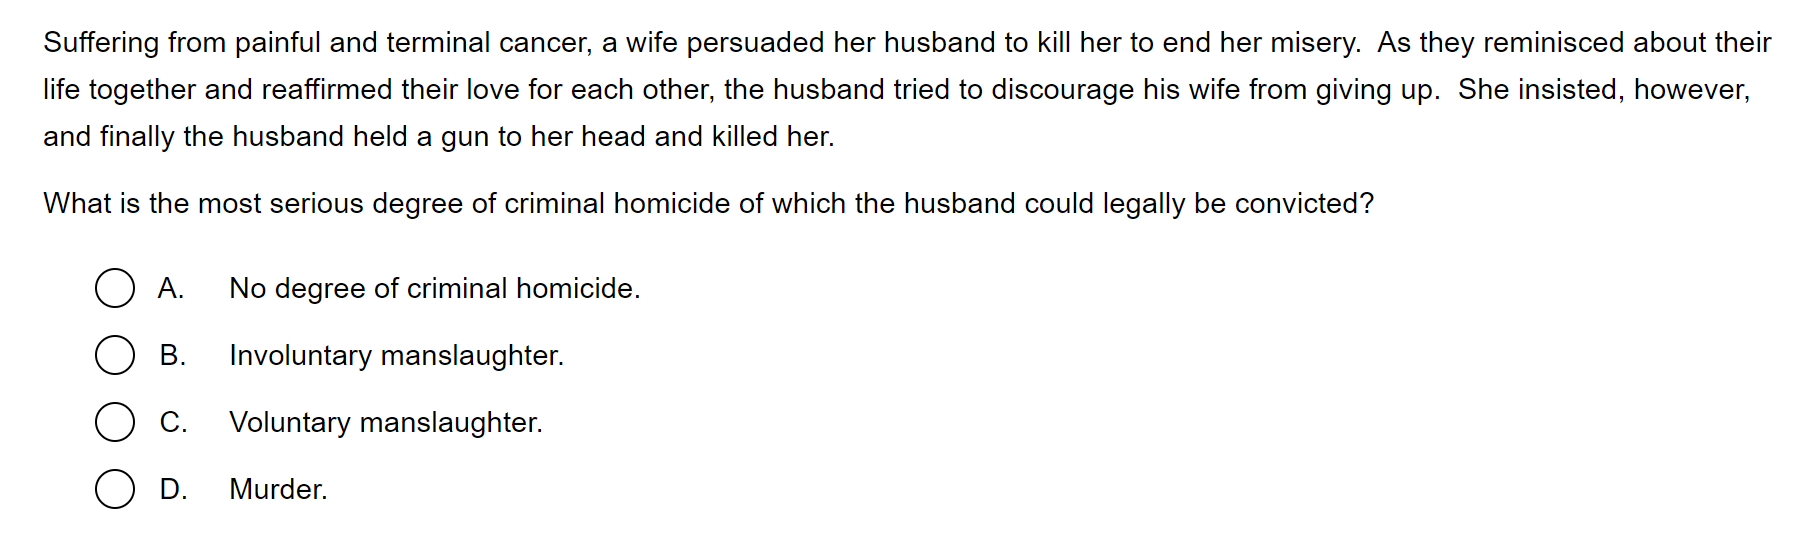 Suffering from painful and terminal cancer, a wife persuaded her husband to kill her to end her misery.  As they reminisced about their
life together and reaffirmed their love for each other, the husband tried to discourage his wife from giving up.  She insisted, however,
and finally the husband held a gun to her head and killed her.
What is the most serious degree of criminal homicide of which the husband could legally be convicted?
A. No degree of criminal homicide.
B. Involuntary manslaughter.
C. Voluntary manslaughter.
D. Murder.